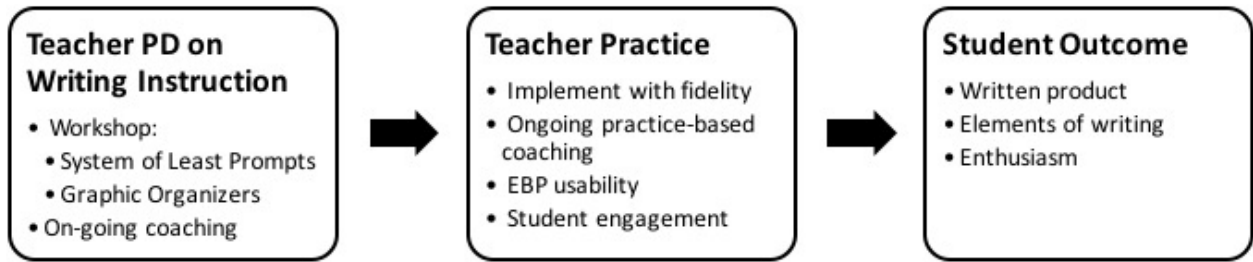 Teacher PD on
Writing Instruction
• Workshop:
• System of Least Prompts
• Graphic Organizers
• On-going coaching
Teacher Practice
• Implement with fidelity
• Ongoing practice-based
coaching
• EBP usability
• Student engagement
Student Outcome
• Written product
• Elements of writing
• Enthusiasm